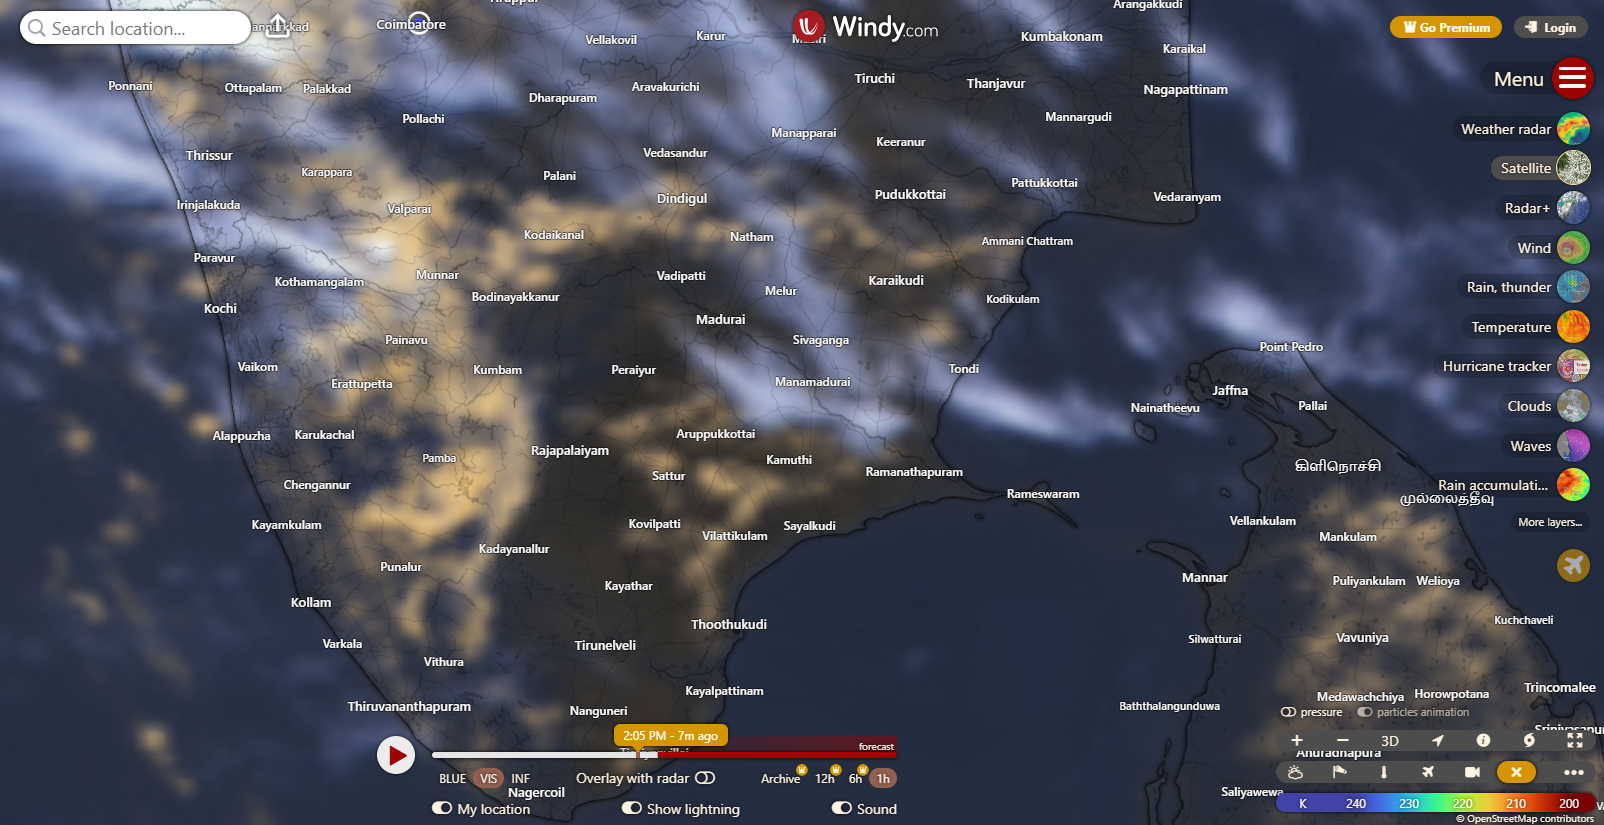 Arangakkudi
Search location...
Coimbatore
Windy.com
Go Premium
Login
Vellakovil
Karur
Kumbakonam
Karaikal
Menu
Ponnani
Ottapalam
Palakkad
Dharapuram
Aravakurichi
Tiruchi
Thanjavur
Nagapattinam
Pollachi
Mannargudi
Weather radar
Manapparai
Keeranur
Thrissur
Vedasandur
Satellite
Karappara
Palani
Pattukkottai
Irinjalakuda
Valparai
Dindigul
Pudukkottai
Vedaranyam
Radar+
Kodaikanal
Natham
Ammani Chattram
Wind
Paravur
Kothamangalam
Munnar
Vadipatti
Karaikudi
Rain, thunder
Bodinayakkanur
Melur
Kodikulam
Kochi
Madurai
Temperature
Painavu
Sivaganga
Point Pedro
Vaikom
Erattupetta
Kumbam
Peraiyur
Manamadurai
Tondi
Hurricane tracker
Jaffna
Nainatheevu
Pallai
Clouds
Alappuzha
Karukachal
Aruppukkottai
Waves
Pamba
Rajapalaiyam
Kamuthi
கிளிநொச்சி
Chengannur
Sattur
Ramanathapuram
Rameswaram
Rain accumulati...
முல்லைத்தீவு
Kayamkulam
Kovilpatti
Vilattikulam
Sayalkudi
Vellankulam
More layers...
Mankulam
Kadayanallur
Punalur
Kayathar
Mannar
Puliyankulam
Welioya
Kollam
Thoothukudi
Kuchchaveli
Varkala
Tirunelveli
Silwatturai
Vavuniya
Vithura
Kayalpattinam
Medawachchiya
Horowpotana
Trincomalee
Thiruvananthapuram
Nanguneri
Baththalangunduwa
pressure
particles animation
2:05 PM - 7m ago
forecast
3D
Anuradhapura
BLUE
VIS
INF
Overlay with radar
Archive
12h
6h
1h
Nagercoil
Saliyawewa
My location
Show lightning
Sound
K 240 230 220 210 200
© OpenStreetMap contributors